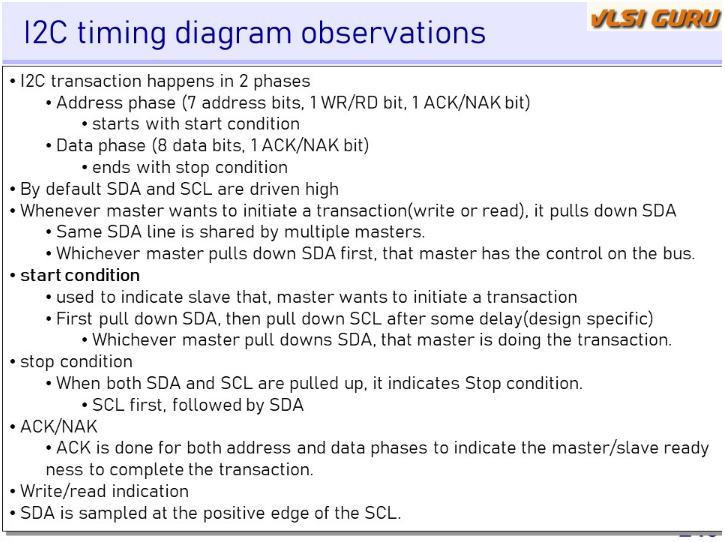 I2C timing diagram observations
VLSI GURU
• I2C transaction happens in 2 phases
• Address phase (7 address bits, 1 WR/RD bit, 1 ACK/NAK bit)
• starts with start condition
• Data phase (8 data bits, 1 ACK/NAK bit)
• ends with stop condition
• By default SDA and SCL are driven high
• Whenever master wants to initiate a transaction(write or read), it pulls down SDA
• Same SDA line is shared by multiple masters.
• Whichever master pulls down SDA first, that master has the control on the bus.
• start condition
• used to indicate slave that, master wants to initiate a transaction
• First pull down SDA, then pull down SCL after some delay(design specific)
• Whichever master pull downs SDA, that master is doing the transaction.
• stop condition
• When both SDA and SCL are pulled up, it indicates Stop condition.
• SCL first, followed by SDA
• ACK/NAK
• ACK is done for both address and data phases to indicate the master/slave ready
ness to complete the transaction.
• Write/read indication
• SDA is sampled at the positive edge of the SCL.